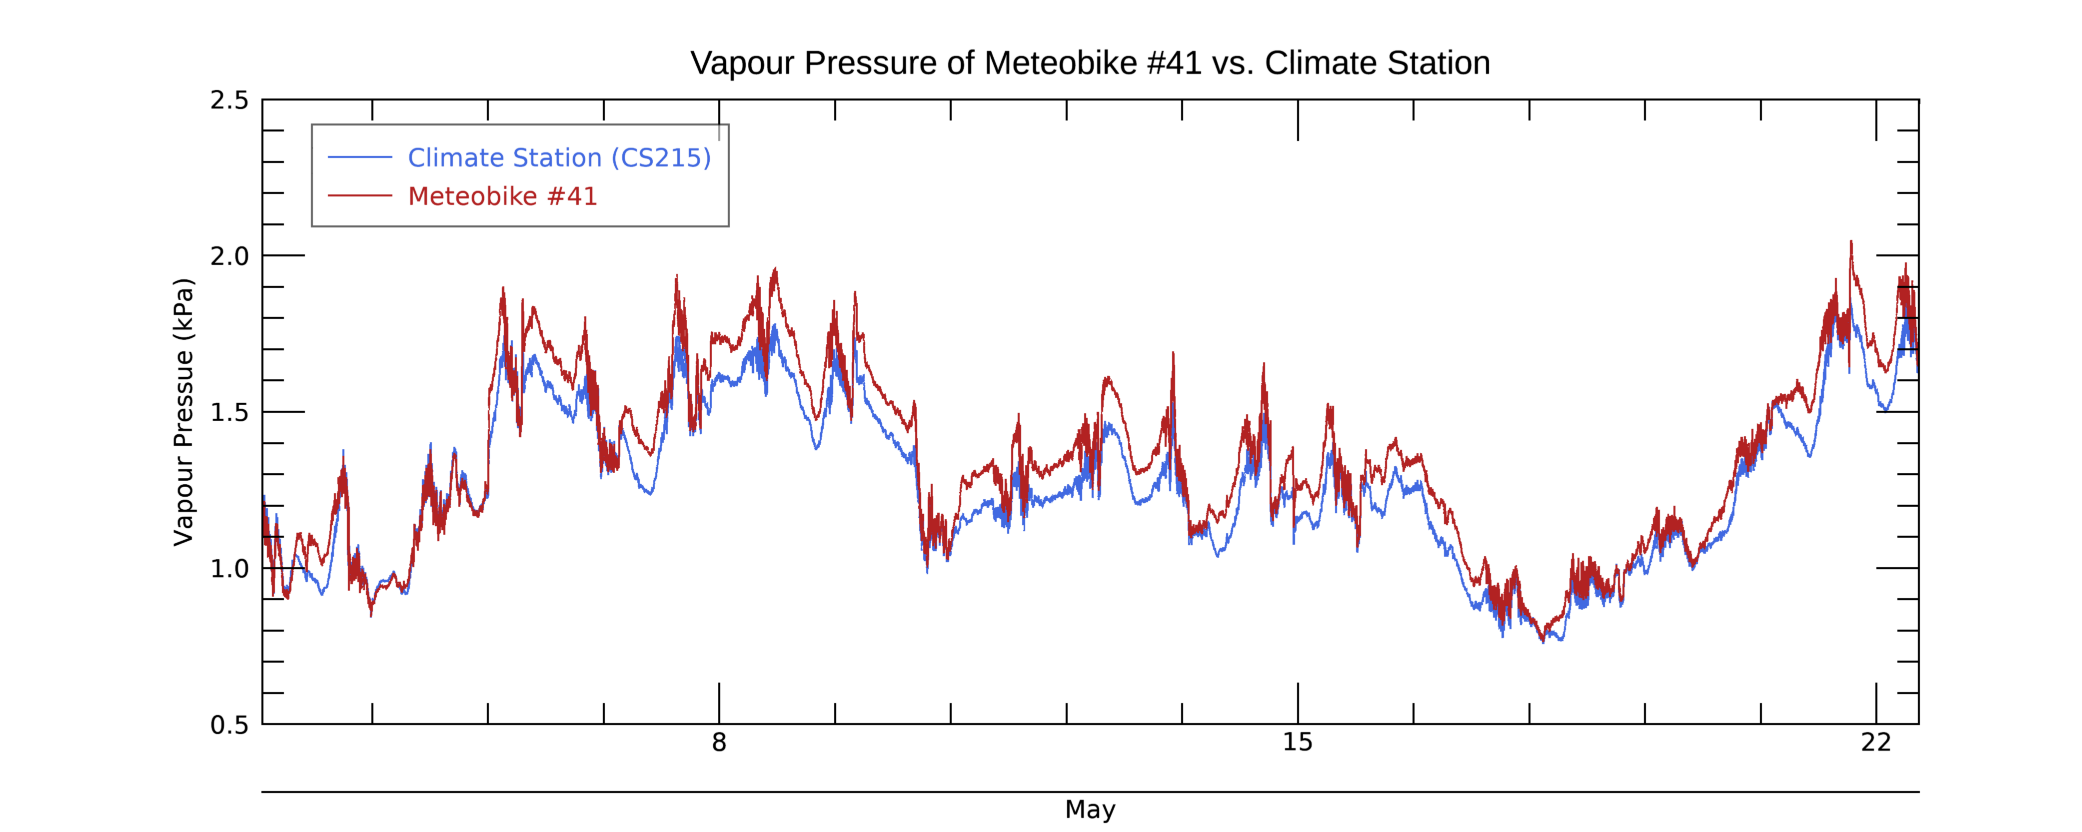 Vapour Pressure of Meteobike #41 vs. Climate Station
2.5
Climate Station (CS215)
Meteobike #41
2.0
1.5
1.0
0.5
Vapour Pressue (kPa)
8 15 22
May